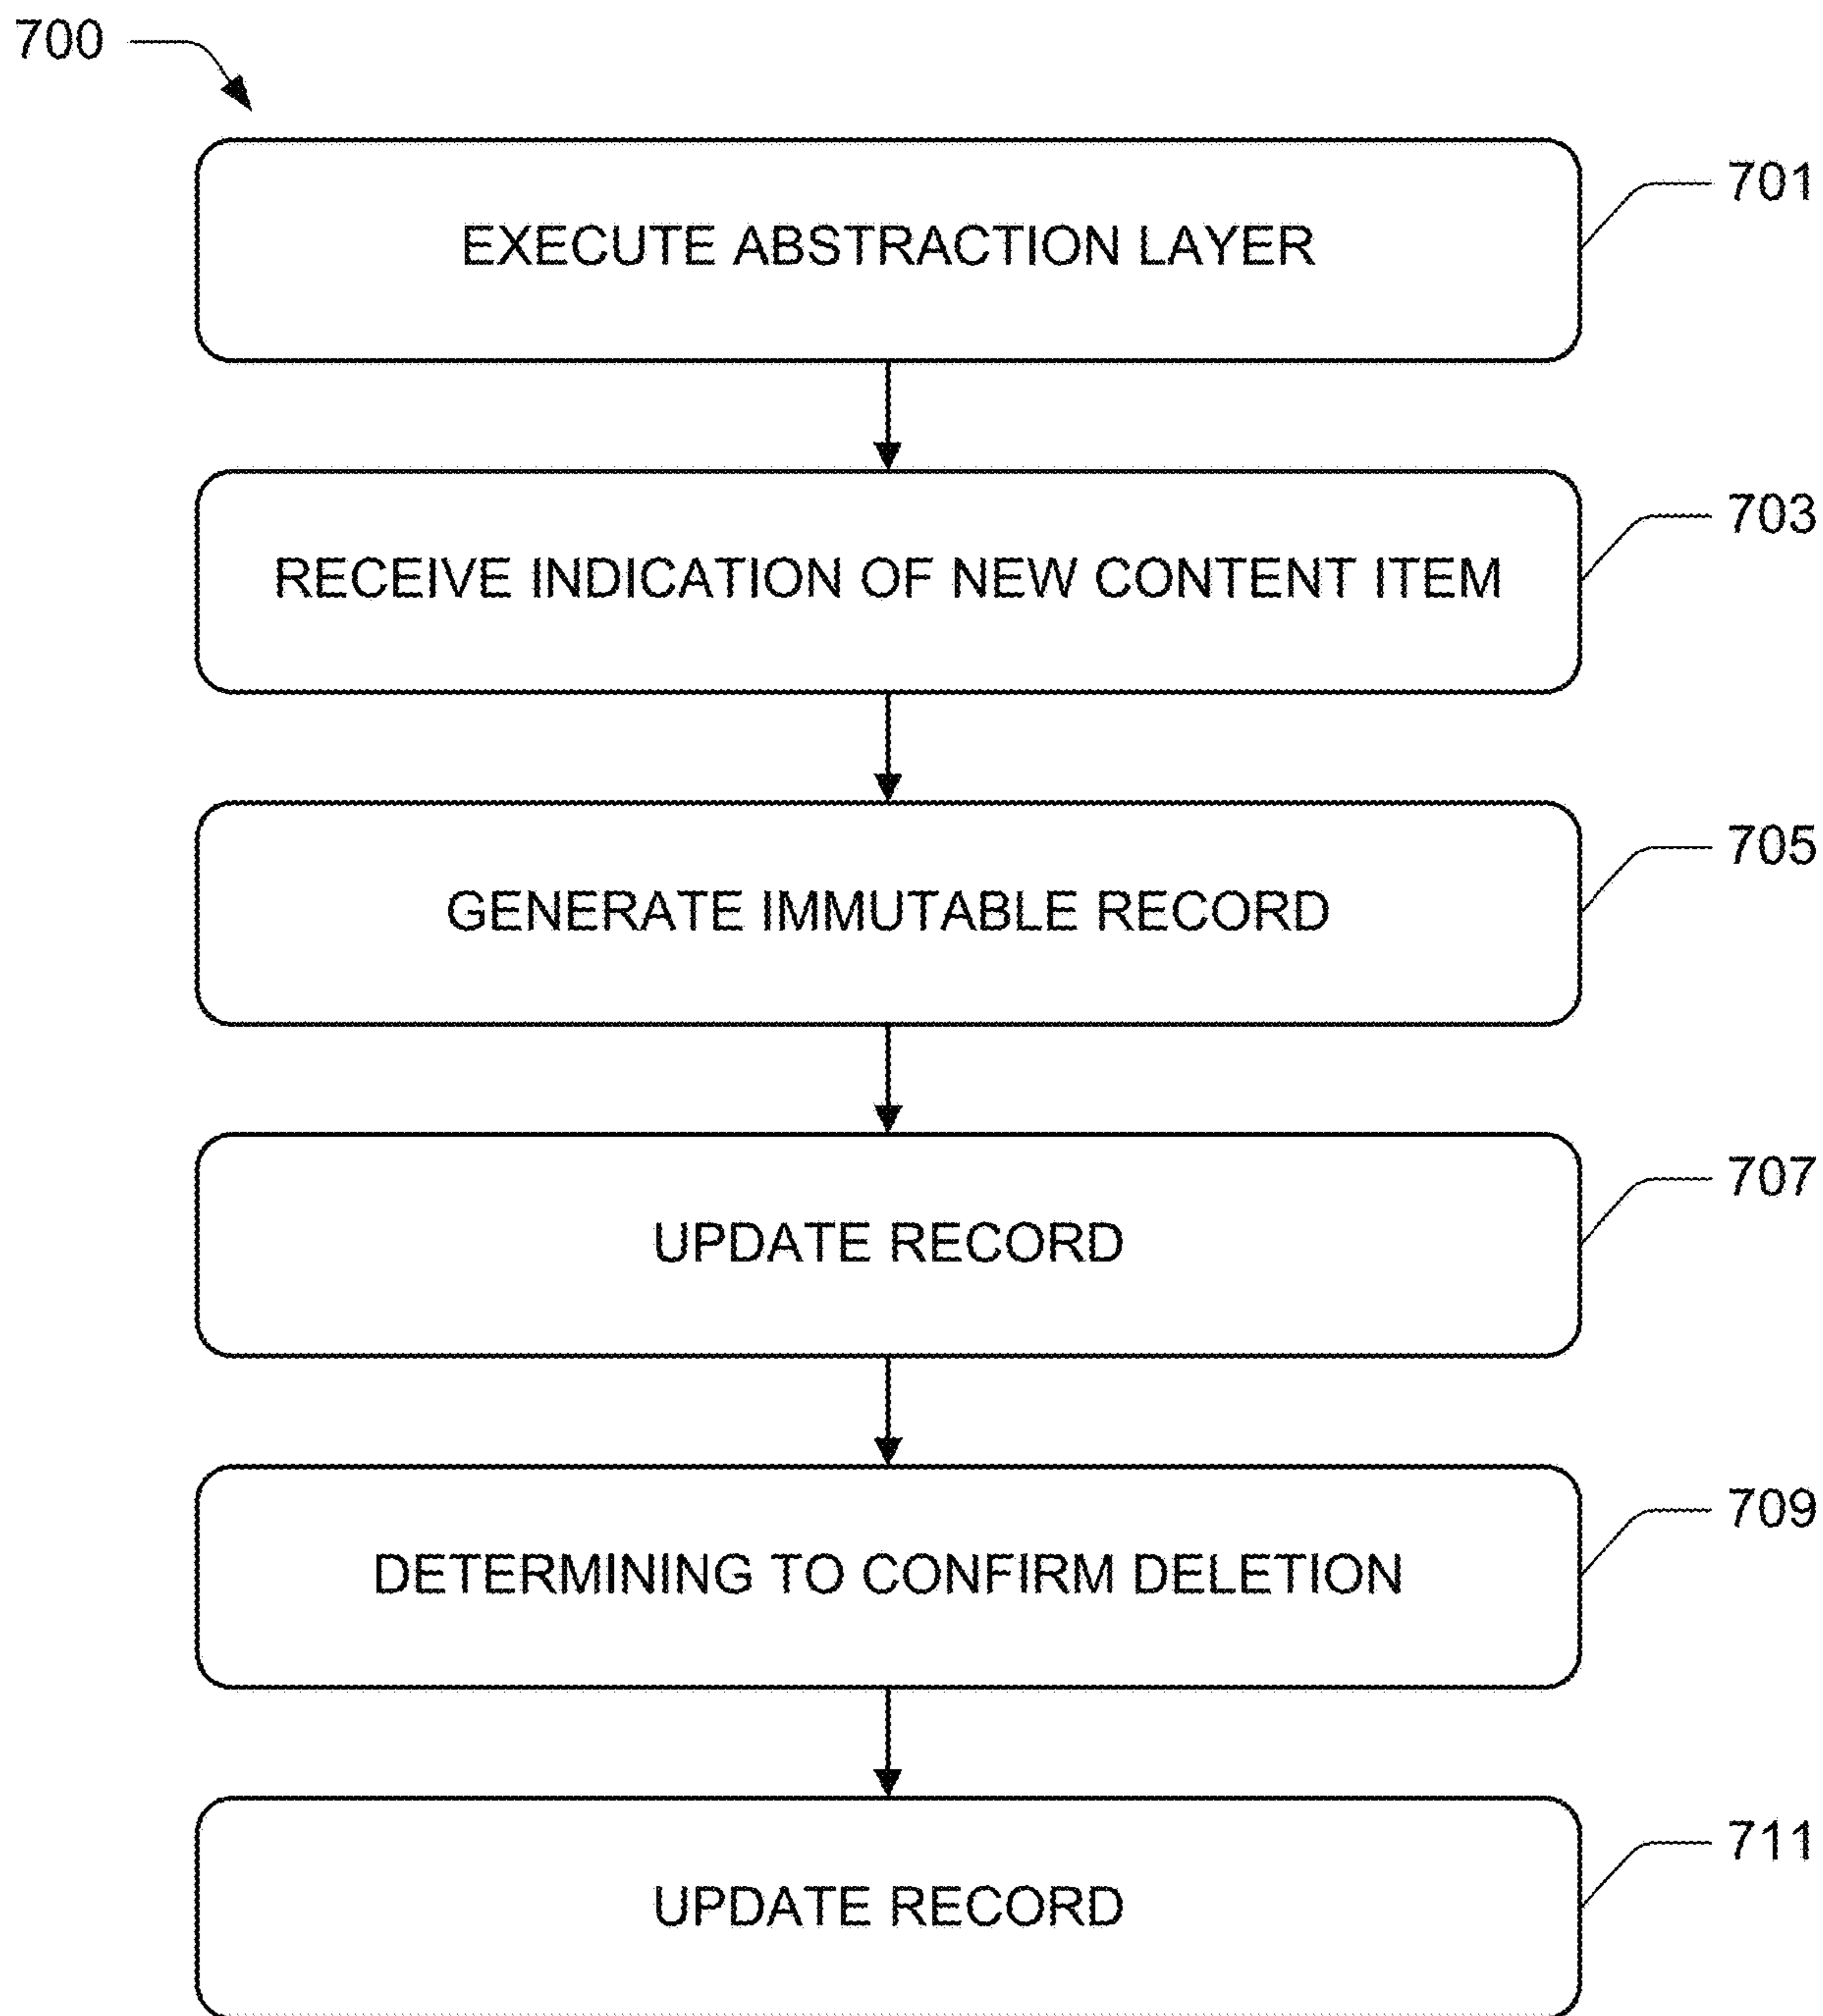 700
EXECUTE ABSTRACTION LAYER
701
RECEIVE INDICATION OF NEW CONTENT ITEM
703
GENERATE IMMUTABLE RECORD
705
UPDATE RECORD
707
DETERMINING TO CONFIRM DELETION
709
UPDATE RECORD
711